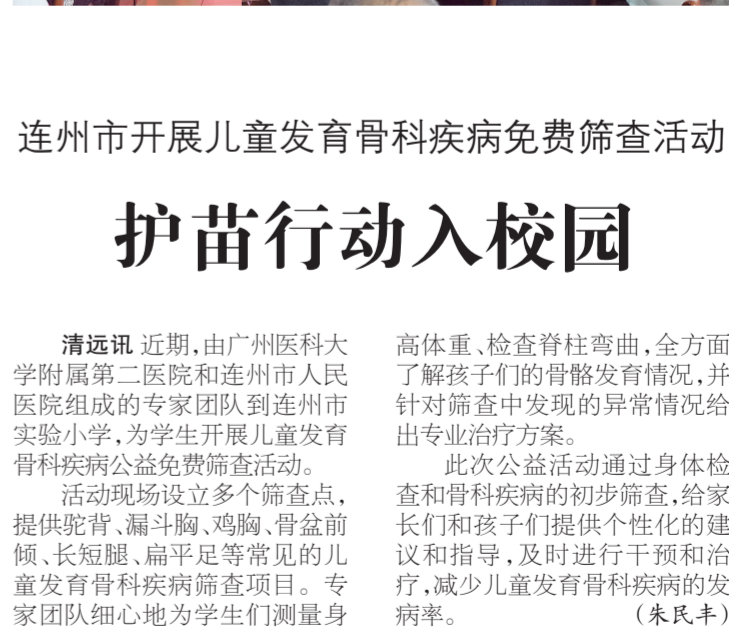 连州市开展儿童发育骨科疾病免费筛查活动
护苗行动入校园
清远讯 近期，由广州医科大
学附属第二医院和连州市人民
医院组成的专家团队到连州市
实验小学，为学生开展儿童发育
骨科疾病公益免费筛查活动。
活动现场设立多个筛查点，
提供驼背、漏斗胸、鸡胸、骨盆前
倾、长短腿、扁平足等常见的儿
童发育骨科疾病筛查项目。专
家团队细心地为学生们测量身
高体重、检查脊柱弯曲，全方面
了解孩子们的骨骼发育情况，并
针对筛查中发现的异常情况给
出专业治疗方案。
此次公益活动通过身体检
查和骨科疾病的初步筛查，给家
长们和孩子们提供个性化的建
议和指导，及时进行干预和治
疗，减少儿童发育骨科疾病的发
病率。 （朱民丰）